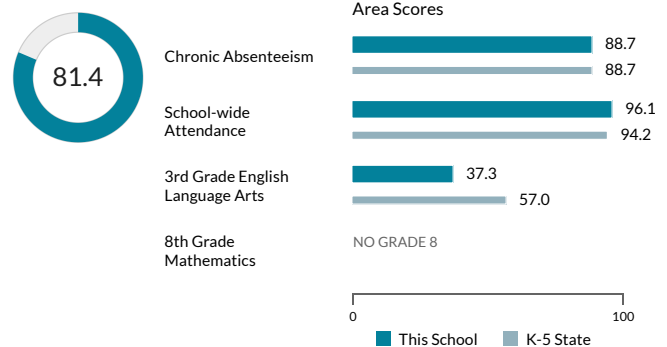 Area Scores
81.4
Chronic Absenteeism
88.7
88.7
School-wide
Attendance
96.1
94.2
3rd Grade English
Language Arts
37.3
57.0
8th Grade
Mathematics
NO GRADE 8
0
100
This School
K-5 State